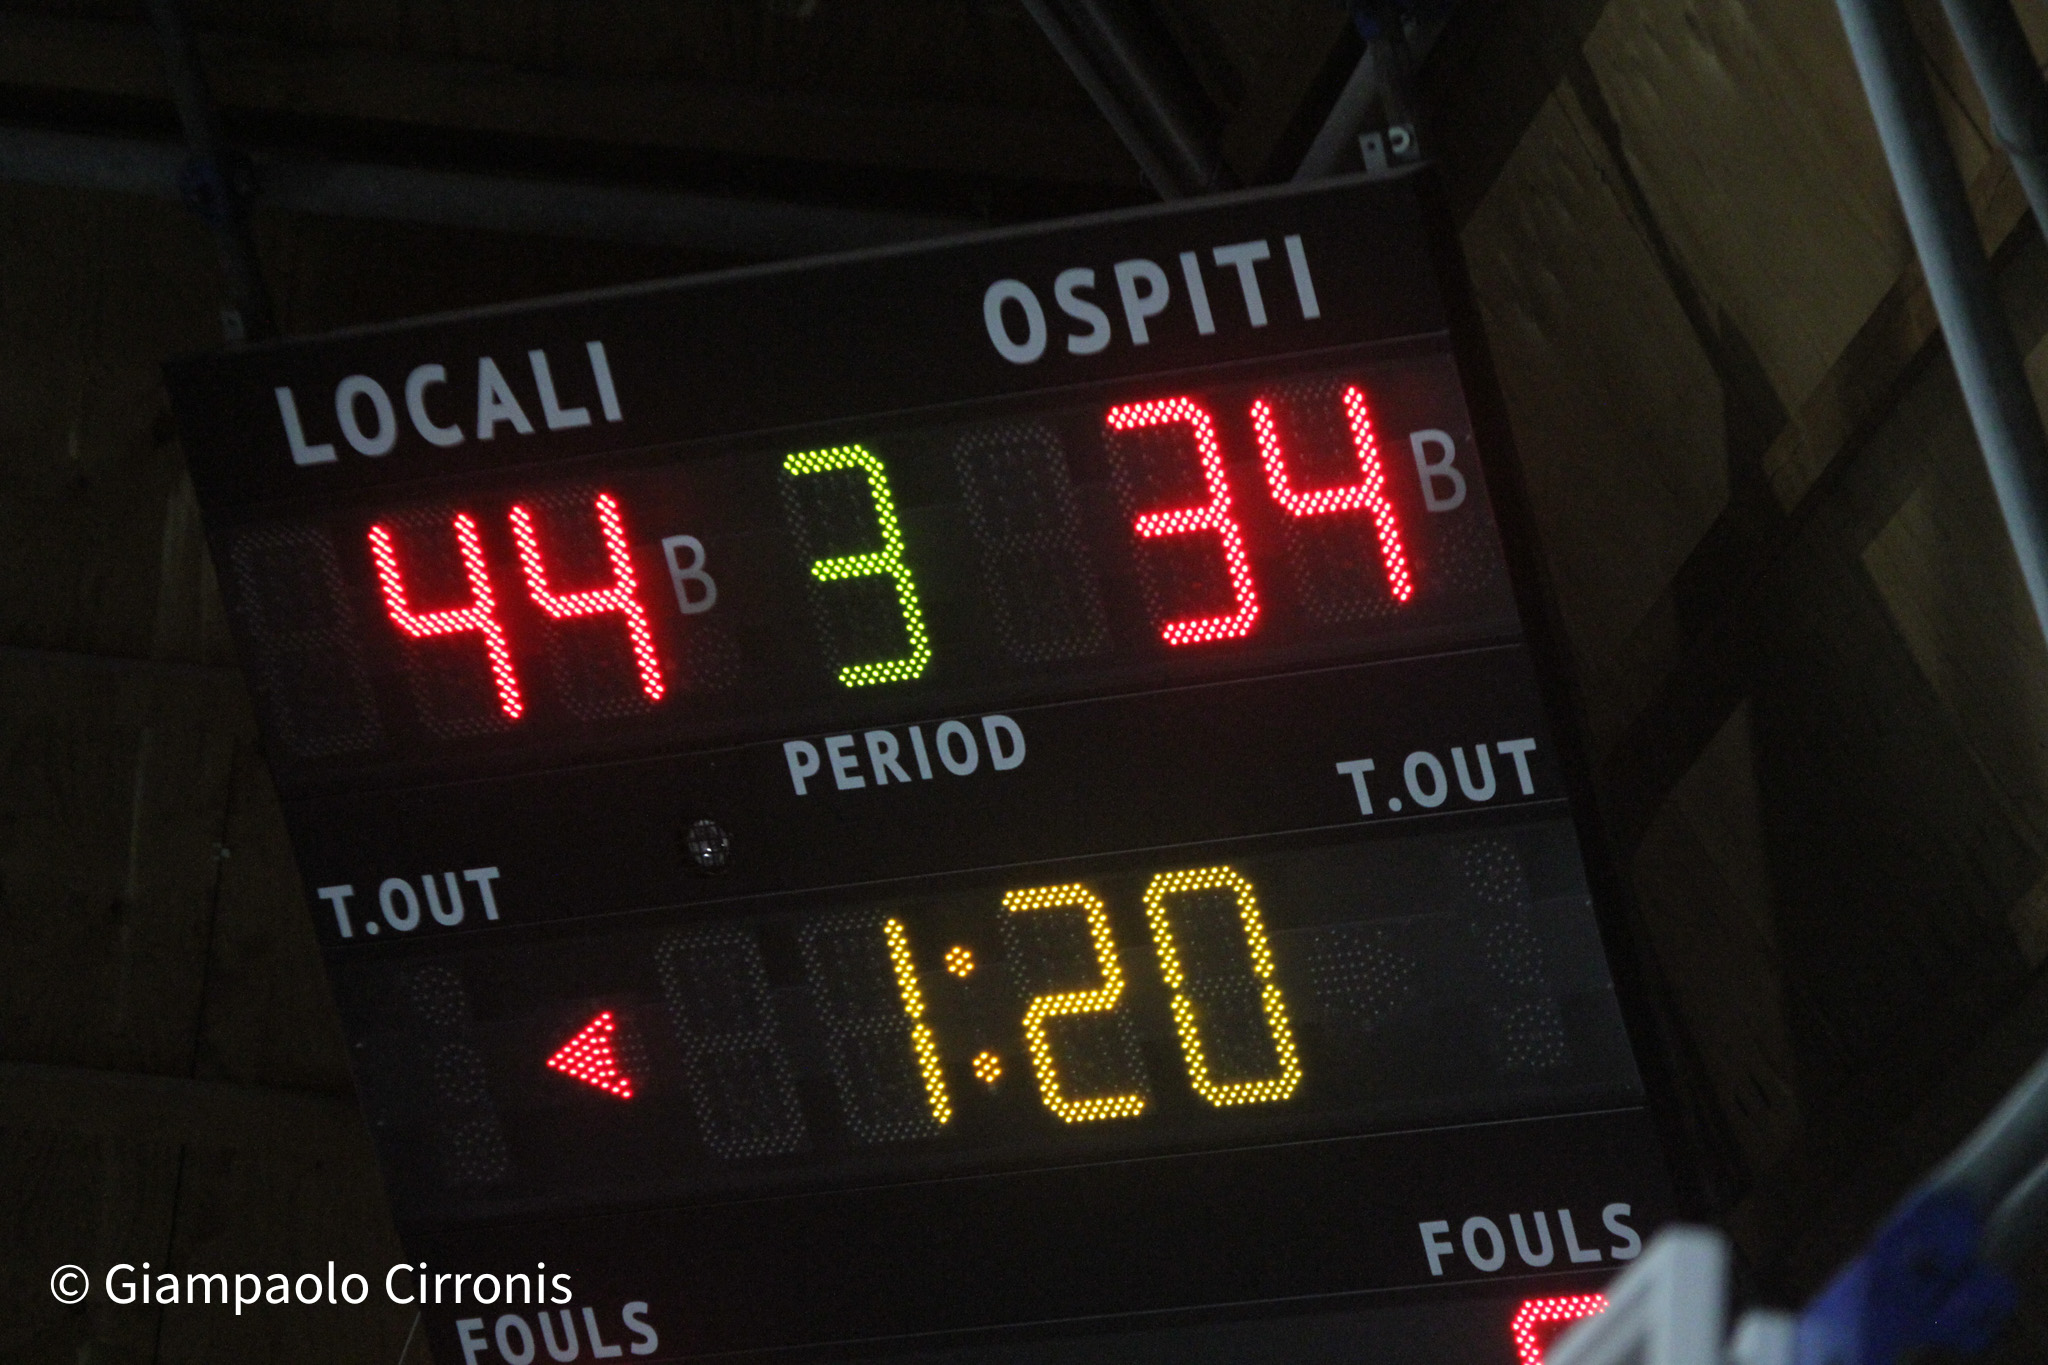 LOCALI OSPITI
44 B 3 34 B
PERIOD
T.OUT T.OUT
1:20
FOULS FOULS
© Giampaolo Cirronis